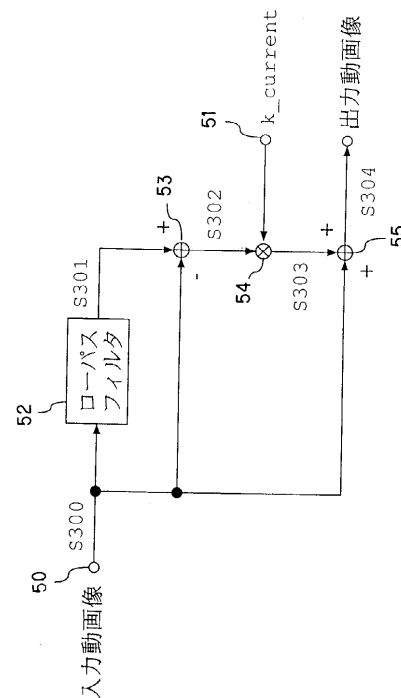 入力動画像
50
S300
52
ローパス
フィルタ
S301
+
53
-
S302
51
k_current
54
S303
+
+
55
S304
出力動画像